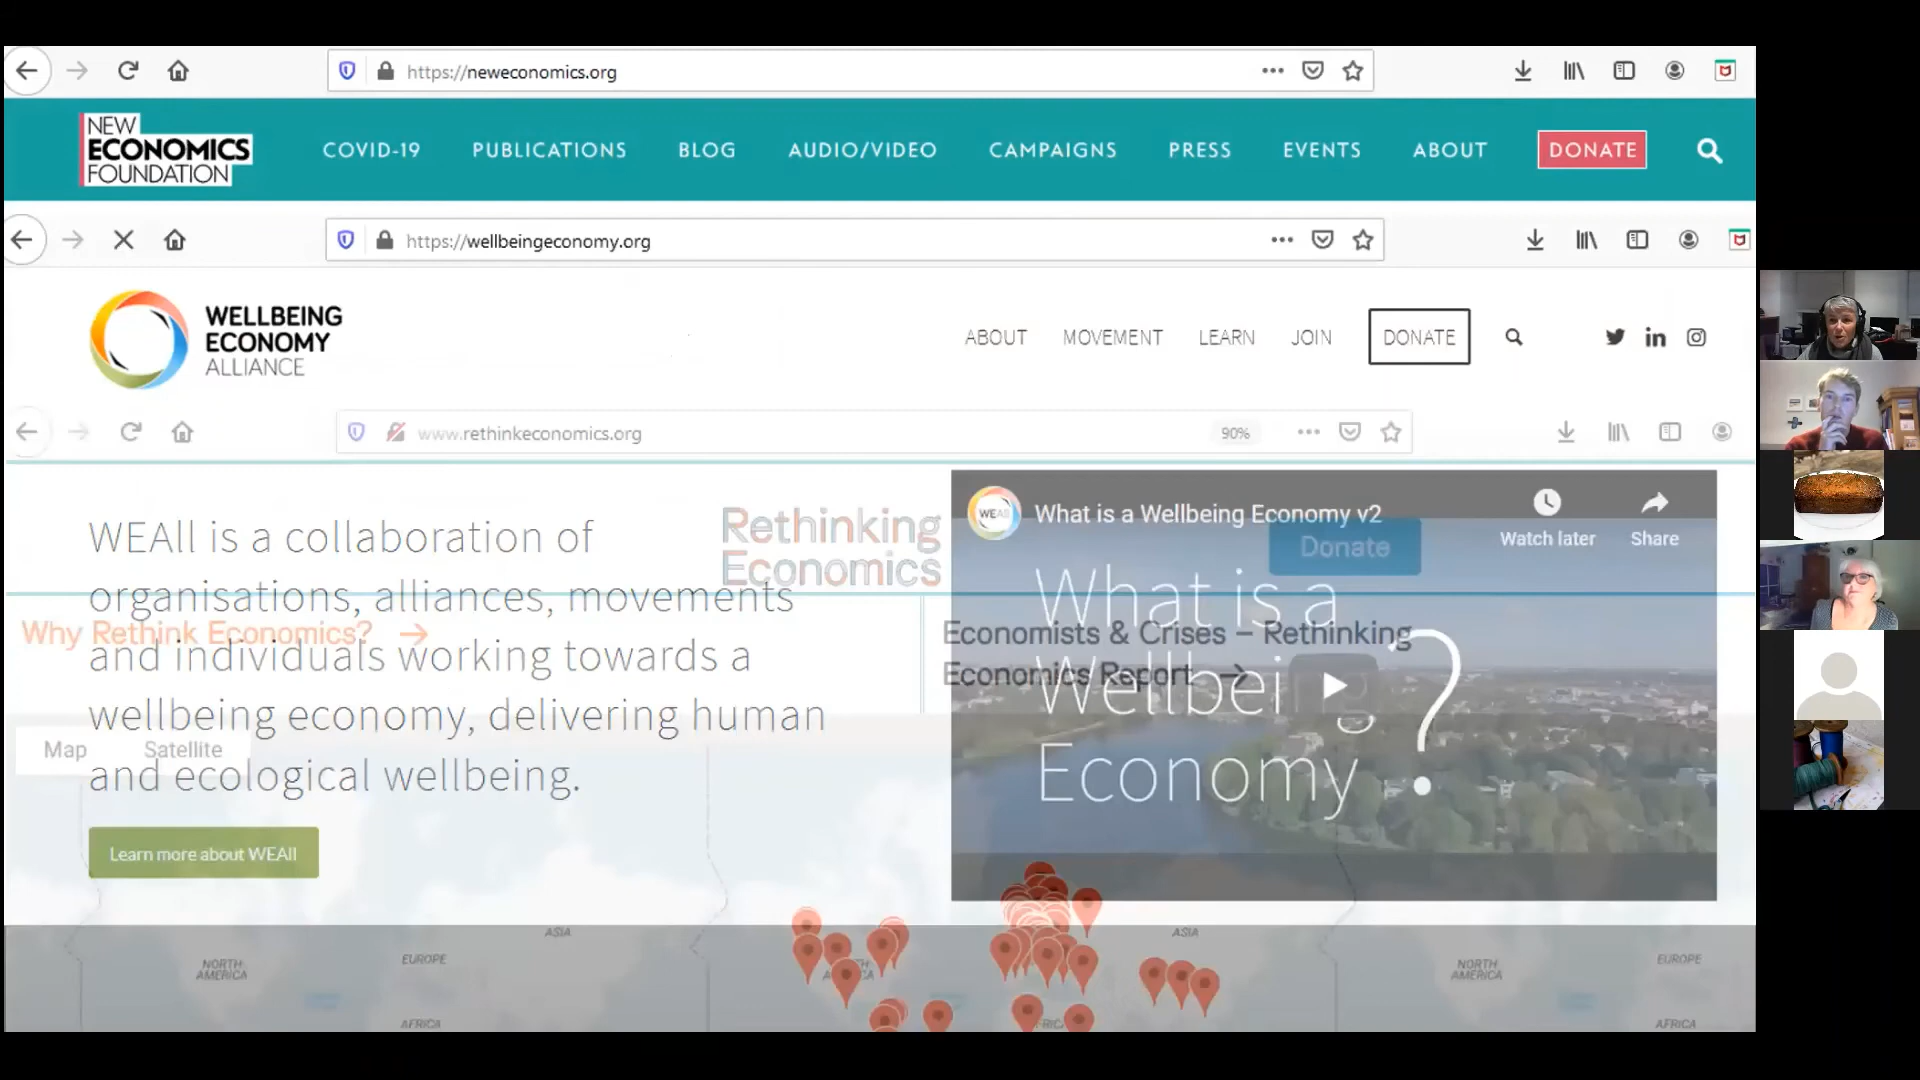 https://neweconomics.org
NEW
ECONOMICS
FOUNDATION
COVID-19 PUBLICATIONS BLOG AUDIO/VIDEO CAMPAIGNS PRESS EVENTS ABOUT DONATE
https://wellbeingeconomy.org
WELLBEING
ECONOMY
ALLIANCE
ABOUT MOVEMENT LEARN JOIN DONATE
www.rethinkeconomics.org 90%
Rethinking
Economics
Donate
WEAll is a collaboration of
organisations, alliances, movements
and individuals working towards a
wellbeing economy, delivering human
and ecological wellbeing.
Learn more about WEAll
WEAll What is a Wellbeing Economy v2
Watch later Share
What is a
Wellbeing
Economy ?
Why Rethink Economics?
Economists & Crises – Rethinking
Economics Report
Map Satellite
ASIA ASIA
NORTH
AMERICA
EUROPE
NORTH
AMERICA
EUROPE
AFRICA AFRICA